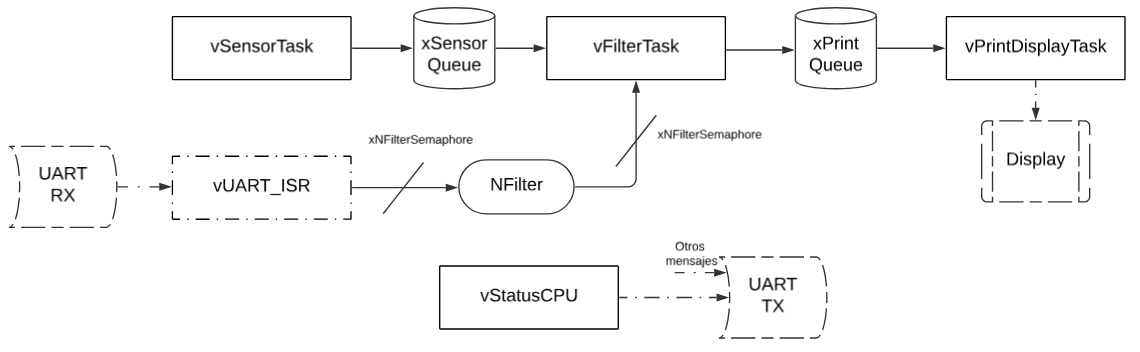 vSensorTask
xSensor
Queue
vFilterTask
xPrint
Queue
vPrintDisplayTask
xNFilterSemaphore
xNFilterSemaphore
Display
UART
RX
vUART_ISR
NFilter
Otros
mensajes
vStatusCPU
UART
TX